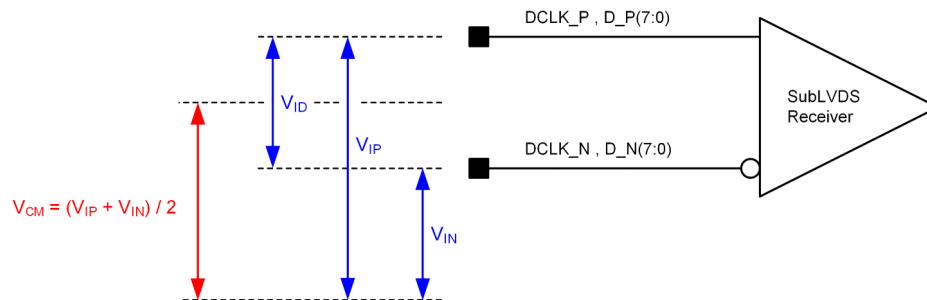 DCLK_P , D_P(7:0)
SubLVDS
Receiver
V_ID
V_IP
DCLK_N , D_N(7:0)
V_CM = (V_IP + V_IN) / 2
V_IN